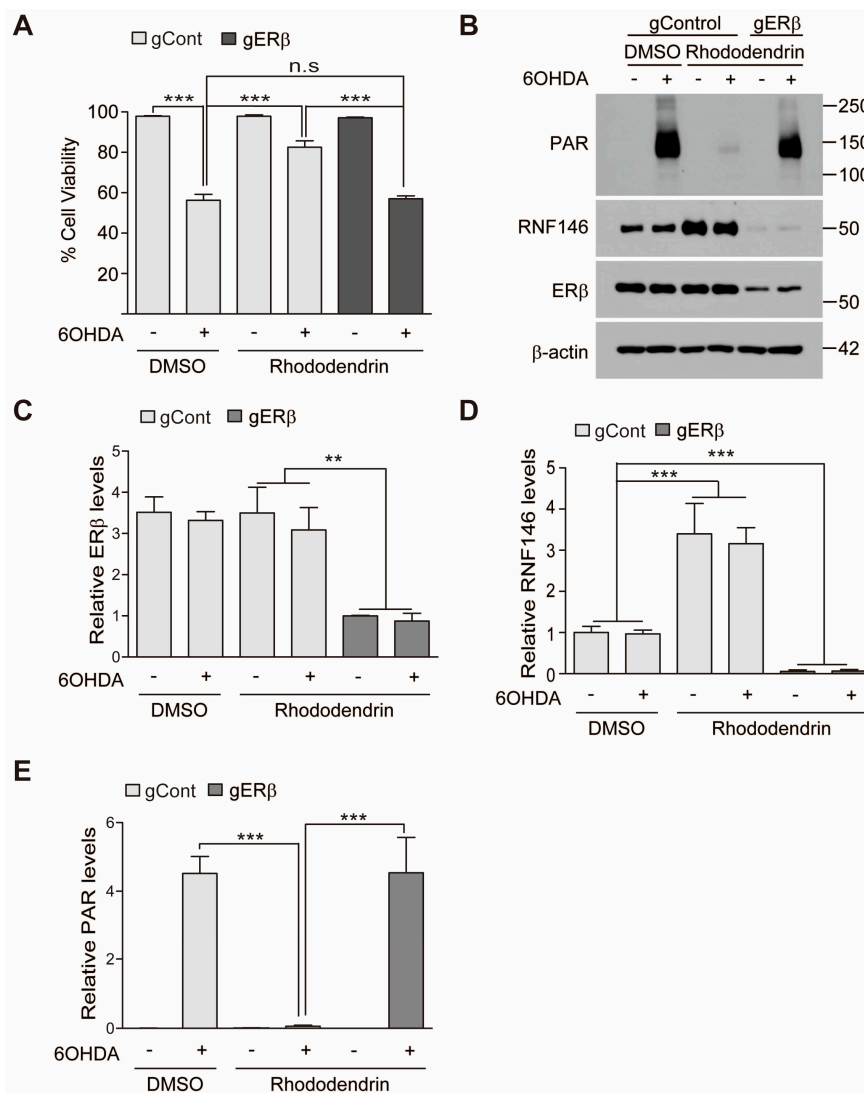 A
gCont gERβ
n.s
*** *** ***
% Cell Viability
100
80
60
40
20
6OHDA - + - + - +
DMSO Rhododendrin
B
gControl gERβ
DMSO Rhododendrin
6OHDA - + - + - +
PAR
250
150
100
RNF146
50
ERβ
50
β-actin
42
C
gCont gERβ
**
Relative ERβ levels
5
4
3
2
1
0
6OHDA - + - + - +
DMSO Rhododendrin
D
gCont gERβ
***
***
Relative RNF146 levels
5
4
3
2
1
0
6OHDA - + - + - +
DMSO Rhododendrin
E
gCont gERβ
*** ***
Relative PAR levels
6
4
2
0
6OHDA - + - + - +
DMSO Rhododendrin